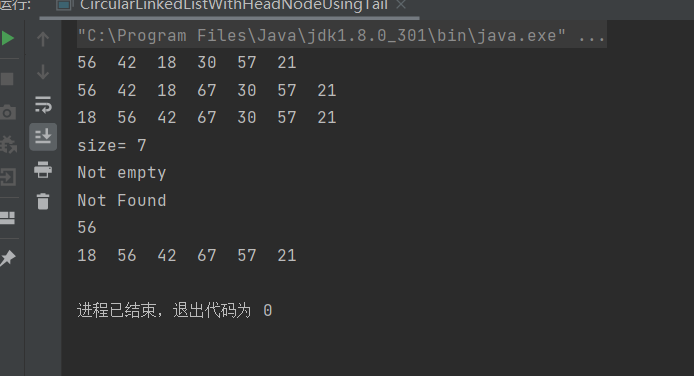 运行:
CircularLinkedListWithHeadNodeUsingTail
"C:\Program Files\Java\jdk1.8.0_301\bin\java.exe" ...
56 42 18 30 57 21
56 42 18 67 30 57 21
18 56 42 67 30 57 21
size= 7
Not empty
Not Found
56
18 56 42 67 57 21
进程已结束，退出代码为 0